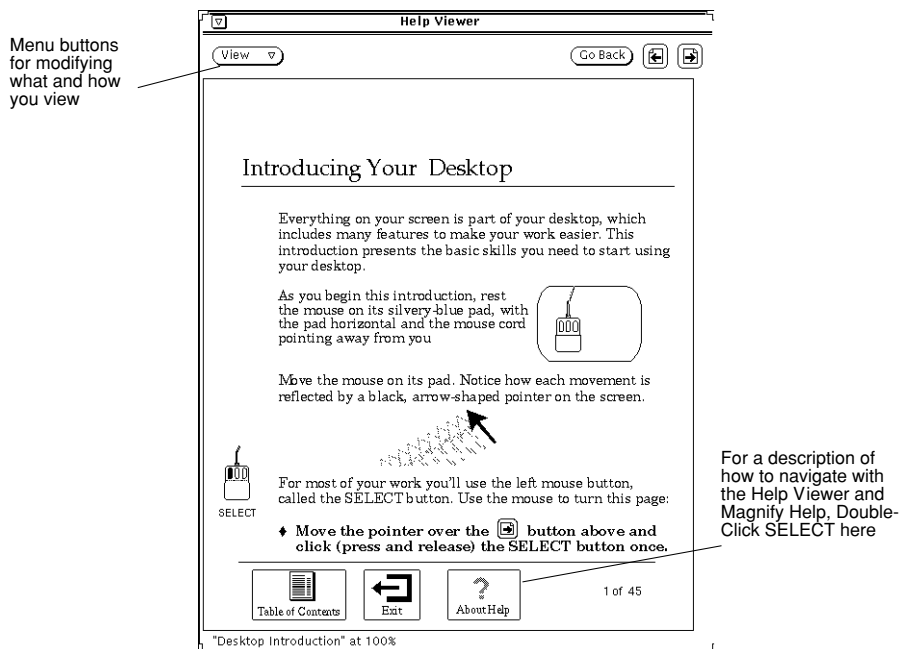 Help Viewer
Menu buttons
for modifying
what and how
you view
View
Go Back
Introducing Your Desktop
Everything on your screen is part of your desktop, which
includes many features to make your work easier. This
introduction presents the basic skills you need to start using
your desktop.
As you begin this introduction, rest
the mouse on its silvery-blue pad, with
the pad horizontal and the mouse cord
pointing away from you
Move the mouse on its pad. Notice how each movement is
reflected by a black, arrow-shaped pointer on the screen.
For most of your work you'll use the left mouse button,
called the SELECT button. Use the mouse to turn this page:
SELECT
♦ Move the pointer over the button above and
click (press and release) the SELECT button once.
For a description of
how to navigate with
the Help Viewer and
Magnify Help, Double-
Click SELECT here
Table of Contents
Exit
?
About Help
1 of 45
"Desktop Introduction" at 100%